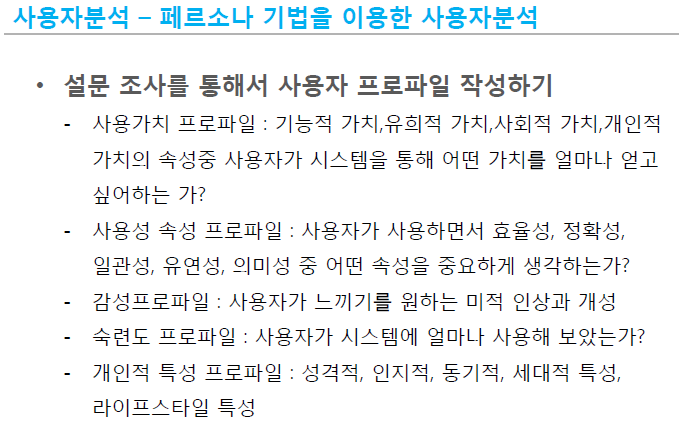 사용자분석 – 페르소나 기법을 이용한 사용자분석
• 설문 조사를 통해서 사용자 프로파일 작성하기
- 사용가치 프로파일 : 기능적 가치,유희적 가치,사회적 가치,개인적
가치의 속성중 사용자가 시스템을 통해 어떤 가치를 얼마나 얻고
싶어하는 가?
- 사용성 속성 프로파일 : 사용자가 사용하면서 효율성, 정확성,
일관성, 유연성, 의미성 중 어떤 속성을 중요하게 생각하는가?
- 감성프로파일 : 사용자가 느끼기를 원하는 미적 인상과 개성
- 숙련도 프로파일 : 사용자가 시스템에 얼마나 사용해 보았는가?
- 개인적 특성 프로파일 : 성격적, 인지적, 동기적, 세대적 특성,
라이프스타일 특성